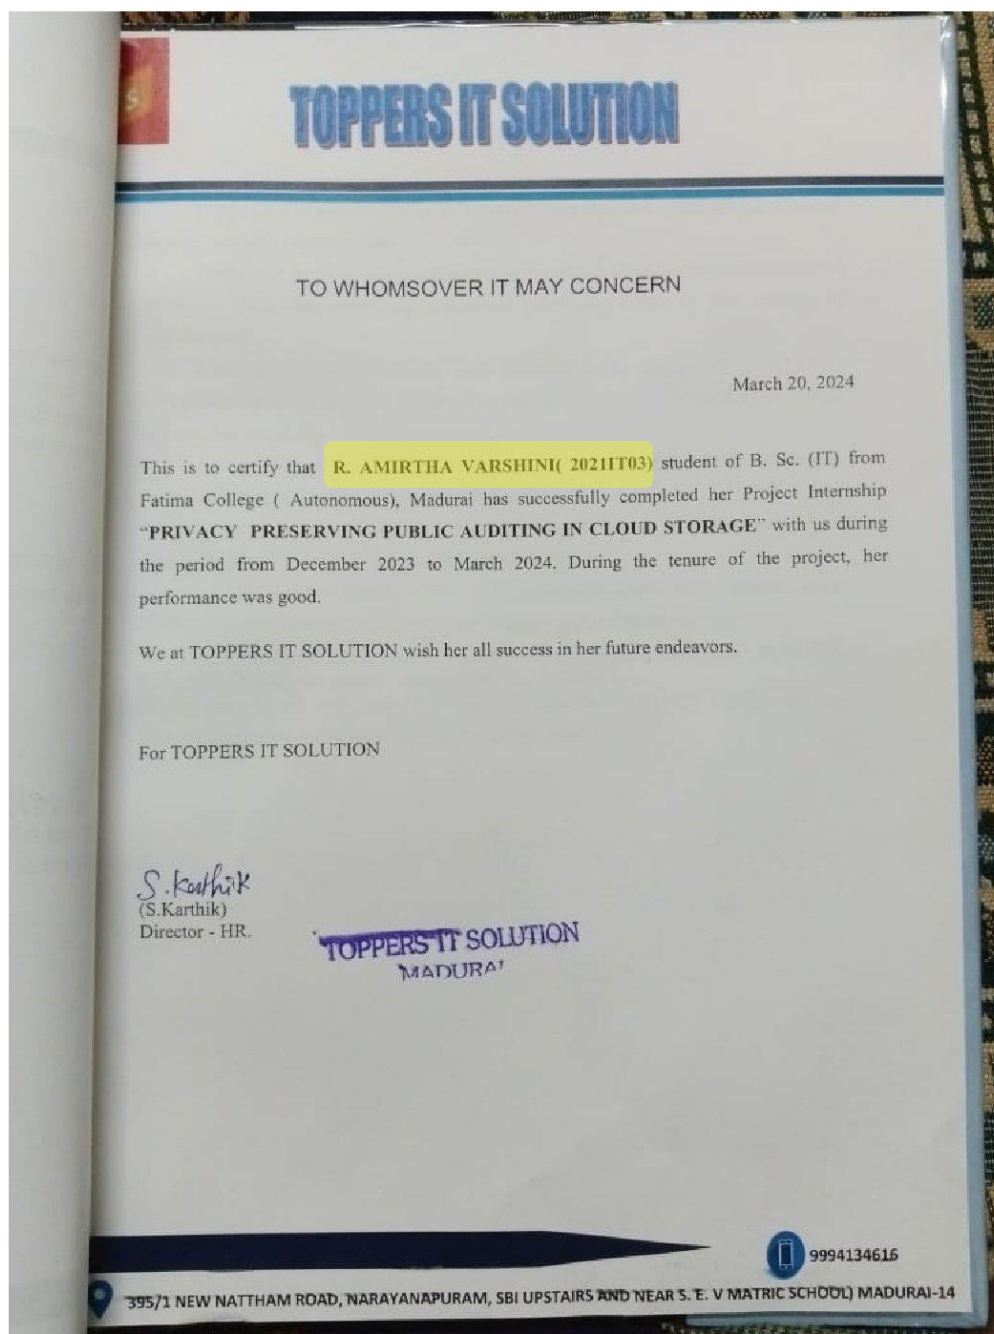 S
TOPPERS IT SOLUTION
TO WHOMSOVER IT MAY CONCERN
March 20, 2024
This is to certify that R. AMIRTHA VARSHINI( 2021IT03) student of B. Sc. (IT) from
Fatima College ( Autonomous), Madurai has successfully completed her Project Internship
“PRIVACY PRESERVING PUBLIC AUDITING IN CLOUD STORAGE” with us during
the period from December 2023 to March 2024. During the tenure of the project, her
performance was good.
We at TOPPERS IT SOLUTION wish her all success in her future endeavors.
For TOPPERS IT SOLUTION
S.Karthik
(S.Karthik)
Director - HR.
TOPPERS IT SOLUTION
MADURAI
9994134616
395/1 NEW NATTHAM ROAD, NARAYANAPURAM, SBI UPSTAIRS AND NEAR S. E. V MATRIC SCHOOL) MADURAI-14